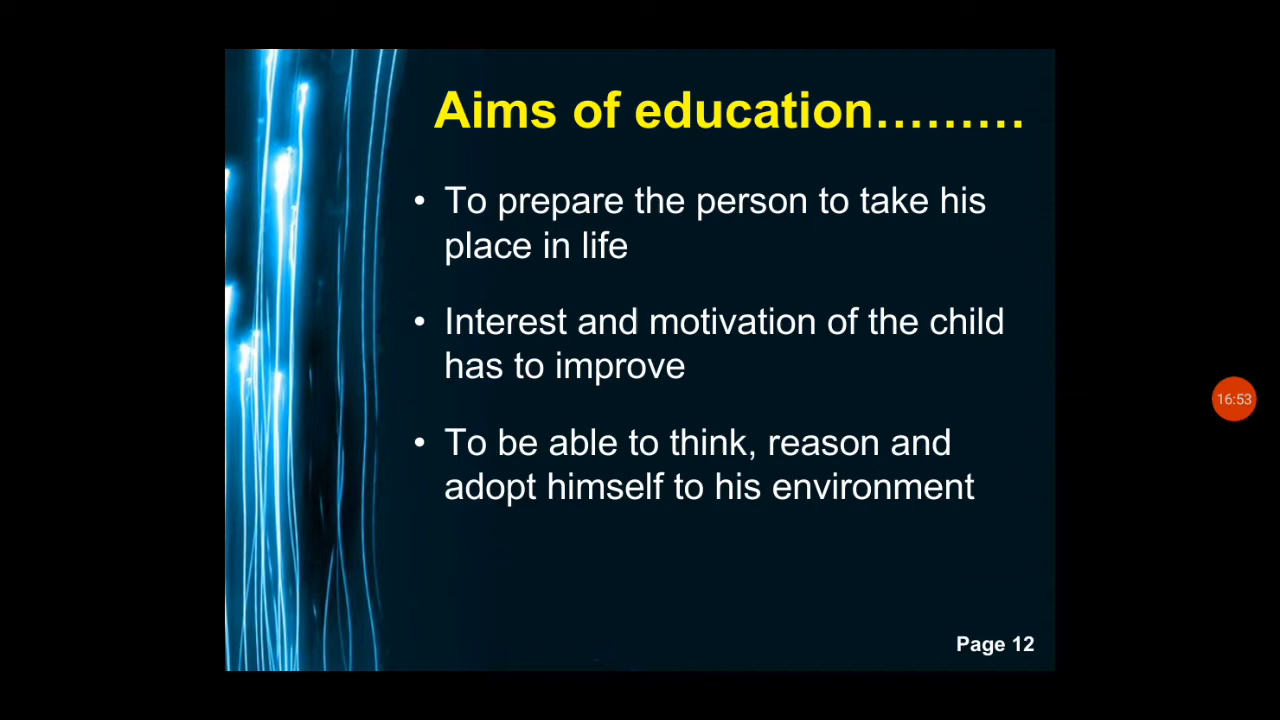 Aims of education.........
• To prepare the person to take his
place in life
• Interest and motivation of the child
has to improve
• To be able to think, reason and
adopt himself to his environment
16:53
Page 12